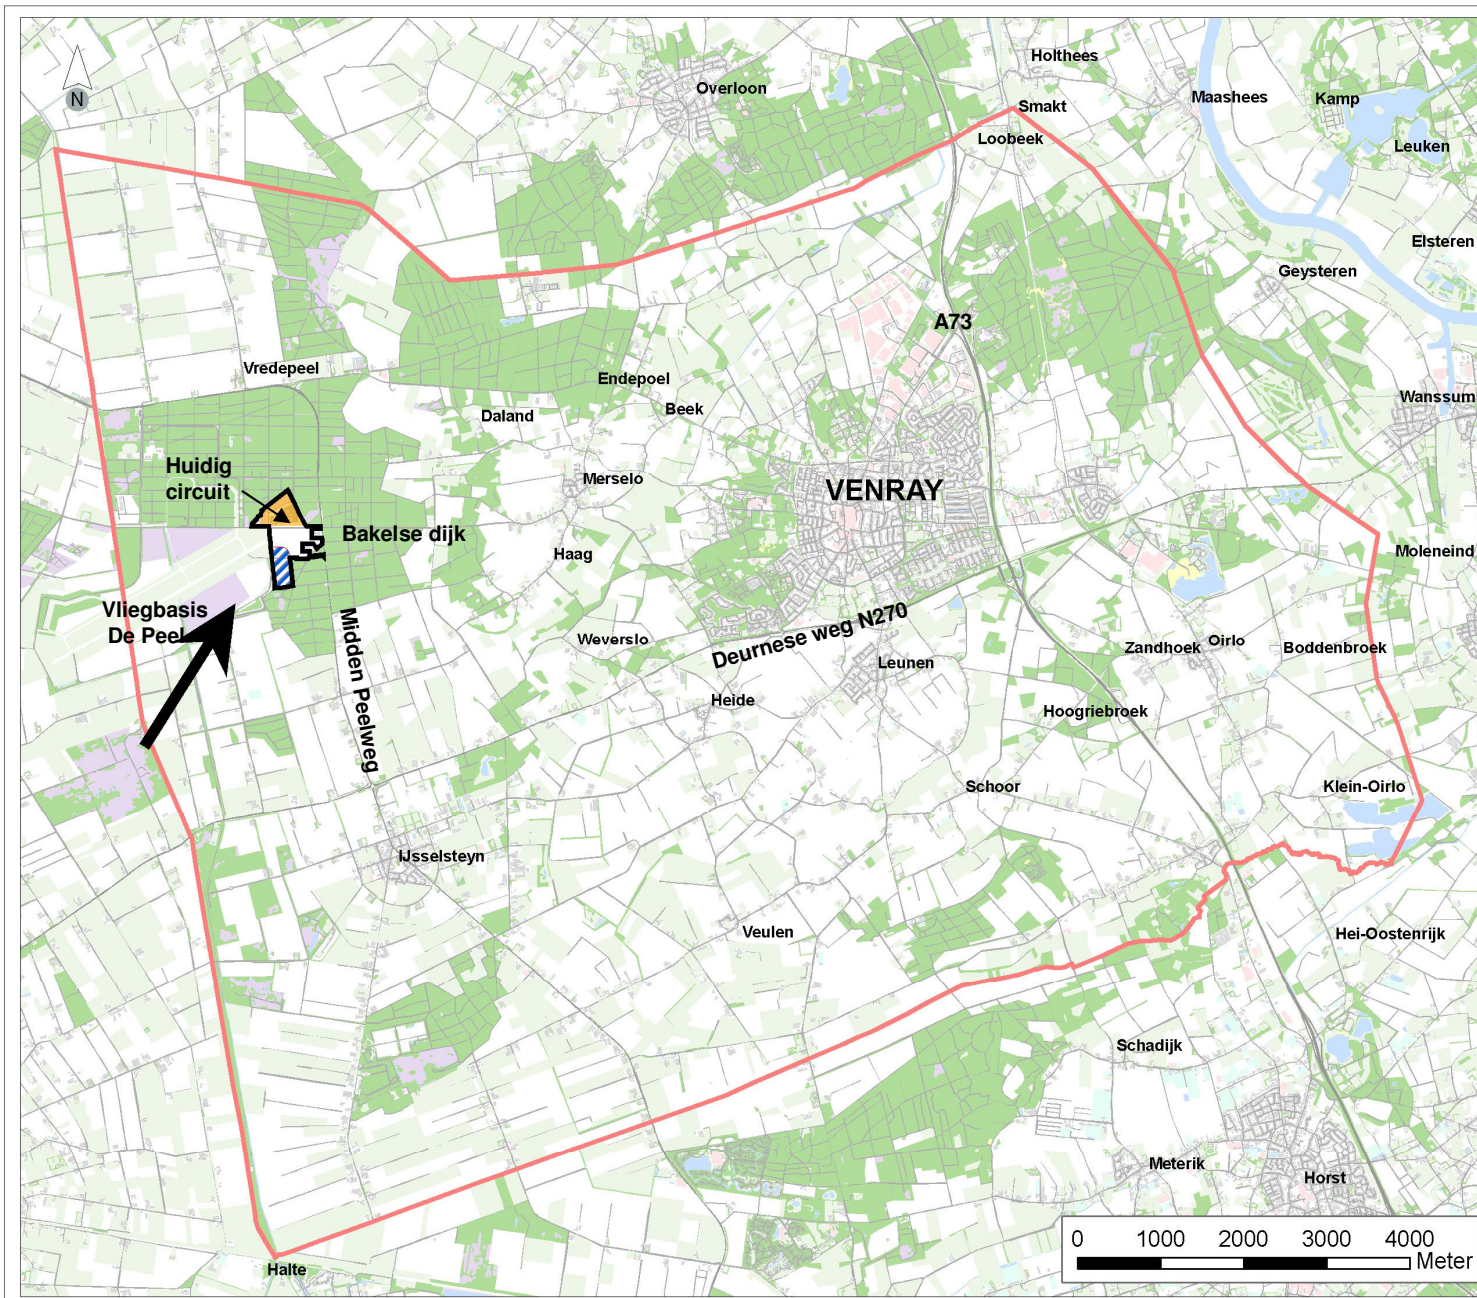 Holthees
Overloon
Maashees
Kamp
N
Smakt
Loobeek
Leuken
Elsteren
Geysteren
A73
Vredepeel
Endepoel
Wanssum
Daland
Beek
Huidig
circuit
Merselo
VENRAY
Bakelse dijk
Haag
Moleneind
Vliegbasis
De Peel
Weverslo
Deurnese weg N270
Midden Peelweg
Leunen
Zandhoek
Oirlo
Boddenbroek
Heide
Hoogriebroek
Schoor
Klein-Oirlo
IJsselsteyn
Veulen
Hei-Oostenrijk
Schadijk
Meterik
Horst
Halte
0 1000 2000 3000 4000
Meter